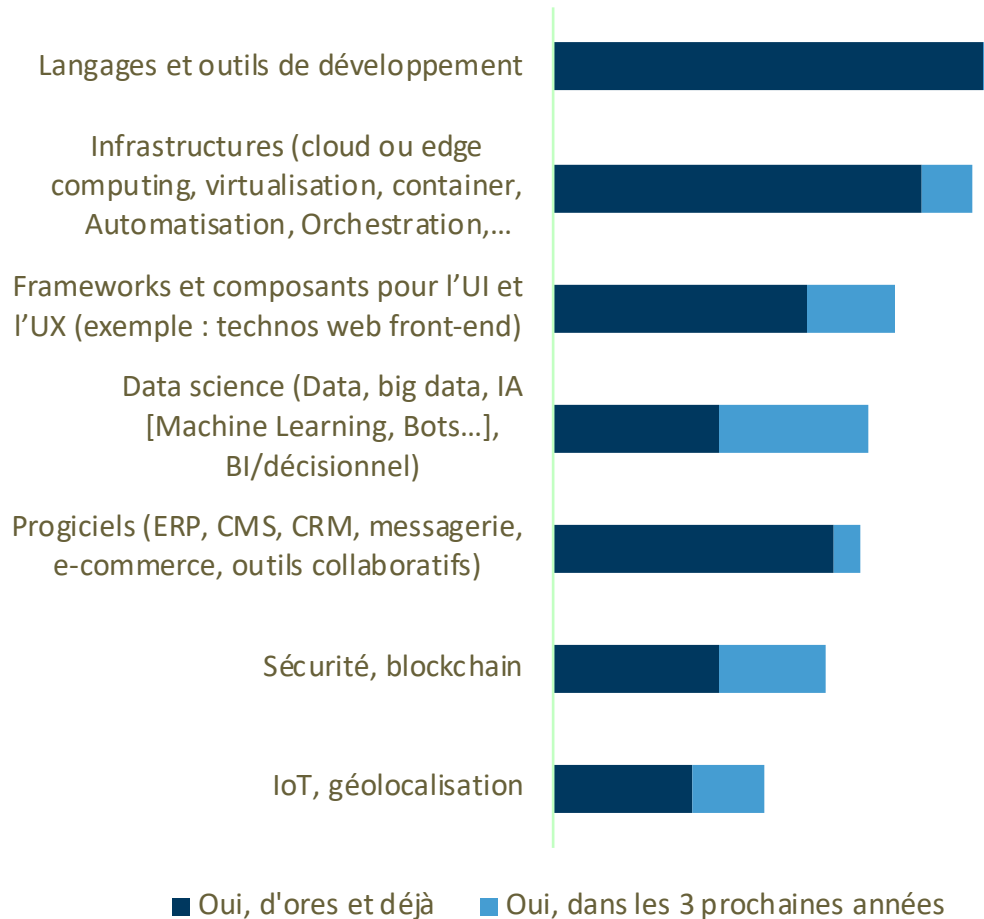 Langages et outils de développement
Infrastructures (cloud ou edge
computing, virtualisation, container,
Automatisation, Orchestration,…
Frameworks et composants pour l’UI et
l’UX (exemple : technos web front-end)
Data science (Data, big data, IA
[Machine Learning, Bots…],
BI/décisionnel)
Progiciels (ERP, CMS, CRM, messagerie,
e-commerce, outils collaboratifs)
Sécurité, blockchain
IoT, géolocalisation
Oui, d'ores et déjà Oui, dans les 3 prochaines années